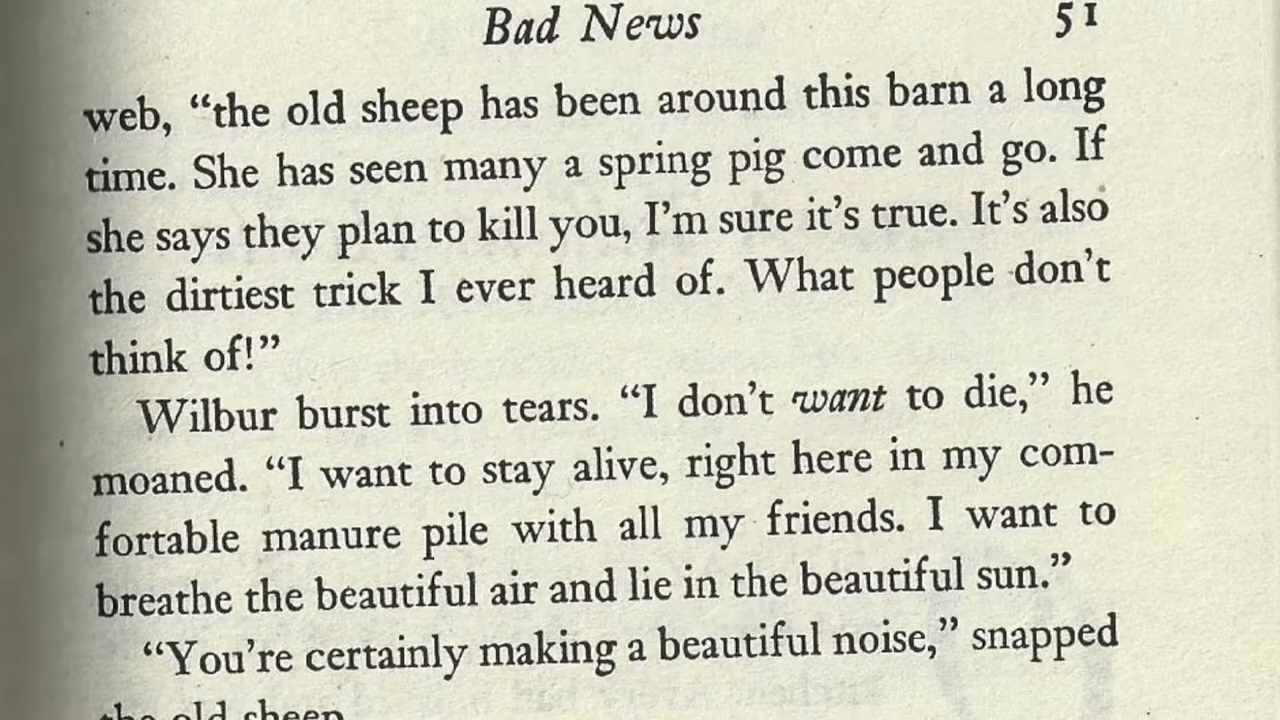 Bad News 51
web, “the old sheep has been around this barn a long
time. She has seen many a spring pig come and go. If
she says they plan to kill you, I’m sure it’s true. It’s also
the dirtiest trick I ever heard of. What people don’t
think of!”
Wilbur burst into tears. “I don’t want to die,” he
moaned. “I want to stay alive, right here in my com-
fortable manure pile with all my friends. I want to
breathe the beautiful air and lie in the beautiful sun.”
“You’re certainly making a beautiful noise,” snapped
the old sheep